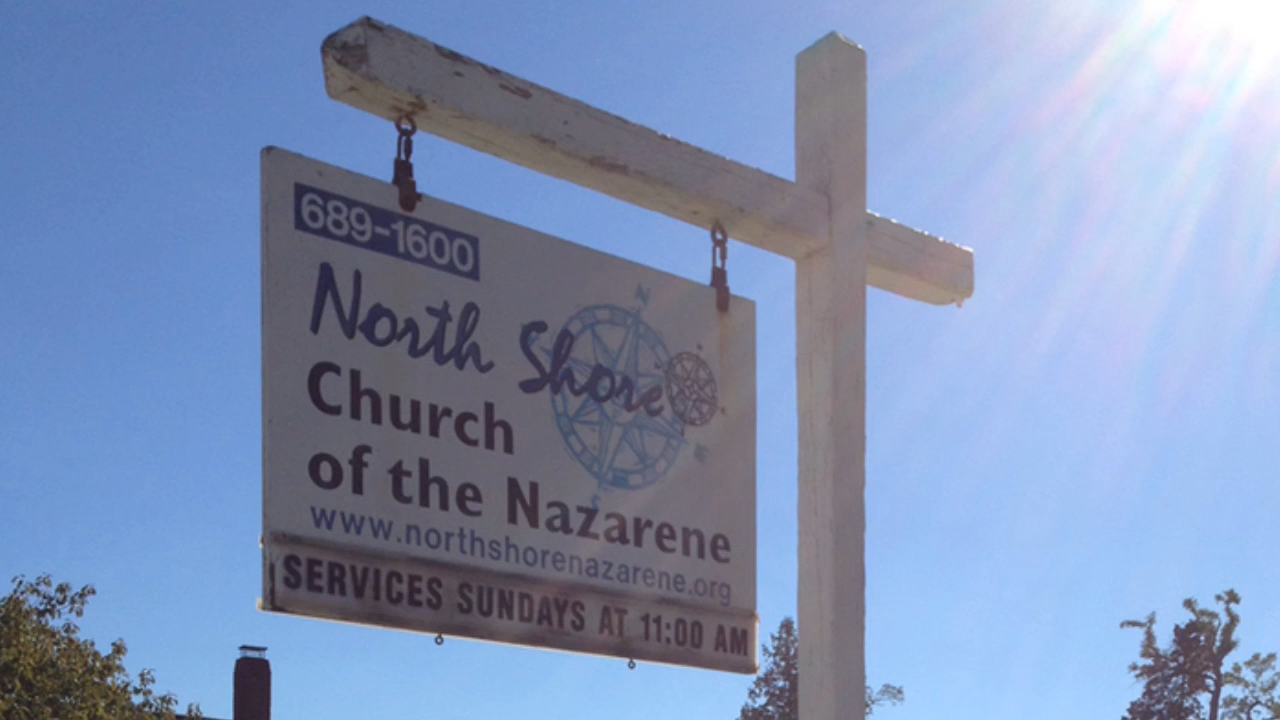 689-1600
North Shore
Church
of the Nazarene
www.northshorenazarene.org
SERVICES SUNDAYS AT 11:00 AM
N